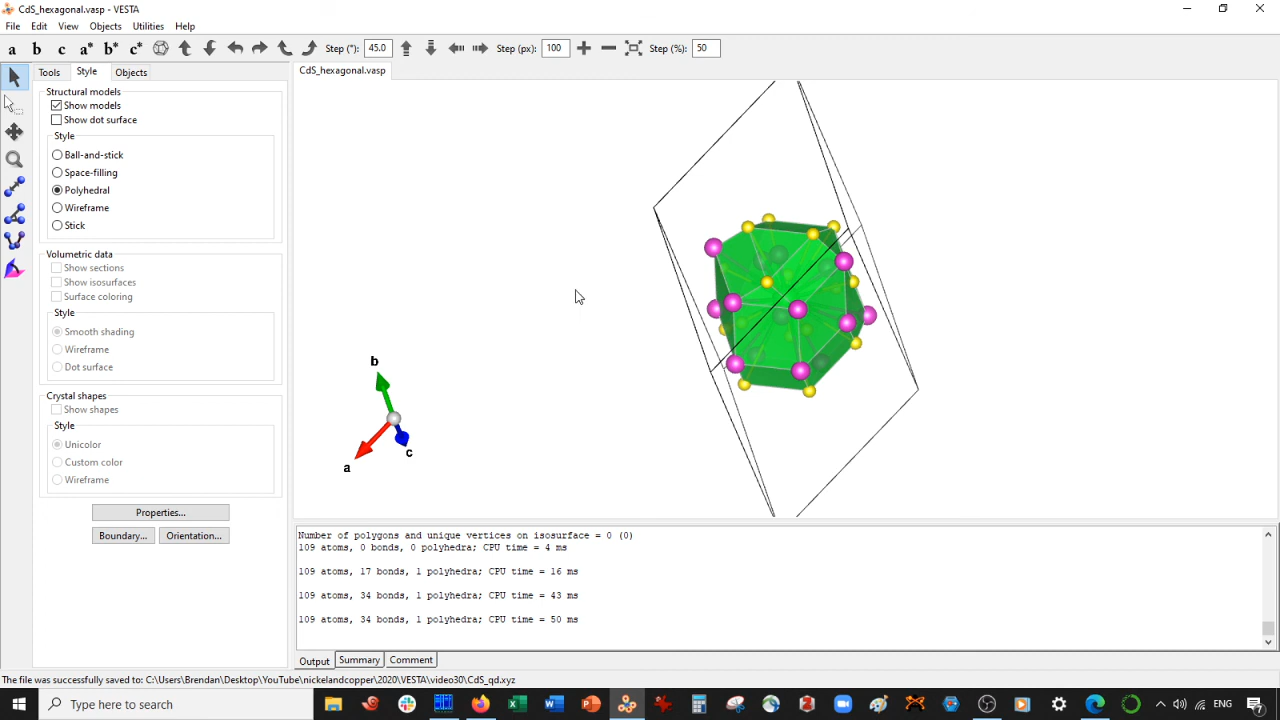 CdS_hexagonal.vasp - VESTA
File Edit View Objects Utilities Help
a b c a* b* c* Step (°): 45.0 Step (px): 100 Step (%): 50
Tools Style Objects
CdS_hexagonal.vasp
Structural models
Show models
Show dot surface
Style
Ball-and-stick
Space-filling
Polyhedral
Wireframe
Stick
Volumetric data
Show sections
Show isosurfaces
Surface coloring
Style
Smooth shading
Wireframe
Dot surface
Crystal shapes
Show shapes
Style
Unicolor
Custom color
Wireframe
Properties...
Boundary... Orientation...
b
a
c
Number of polygons and unique vertices on isosurface = 0 (0)
109 atoms, 0 bonds, 0 polyhedra; CPU time = 4 ms
109 atoms, 17 bonds, 1 polyhedra; CPU time = 16 ms
109 atoms, 34 bonds, 1 polyhedra; CPU time = 43 ms
109 atoms, 34 bonds, 1 polyhedra; CPU time = 50 ms
Output Summary Comment
The file was successfully saved to: C:\Users\Brendan\Desktop\YouTube\nickelandcopper\2020\VESTA\video30\CdS_qd.xyz
Type here to search
ENG